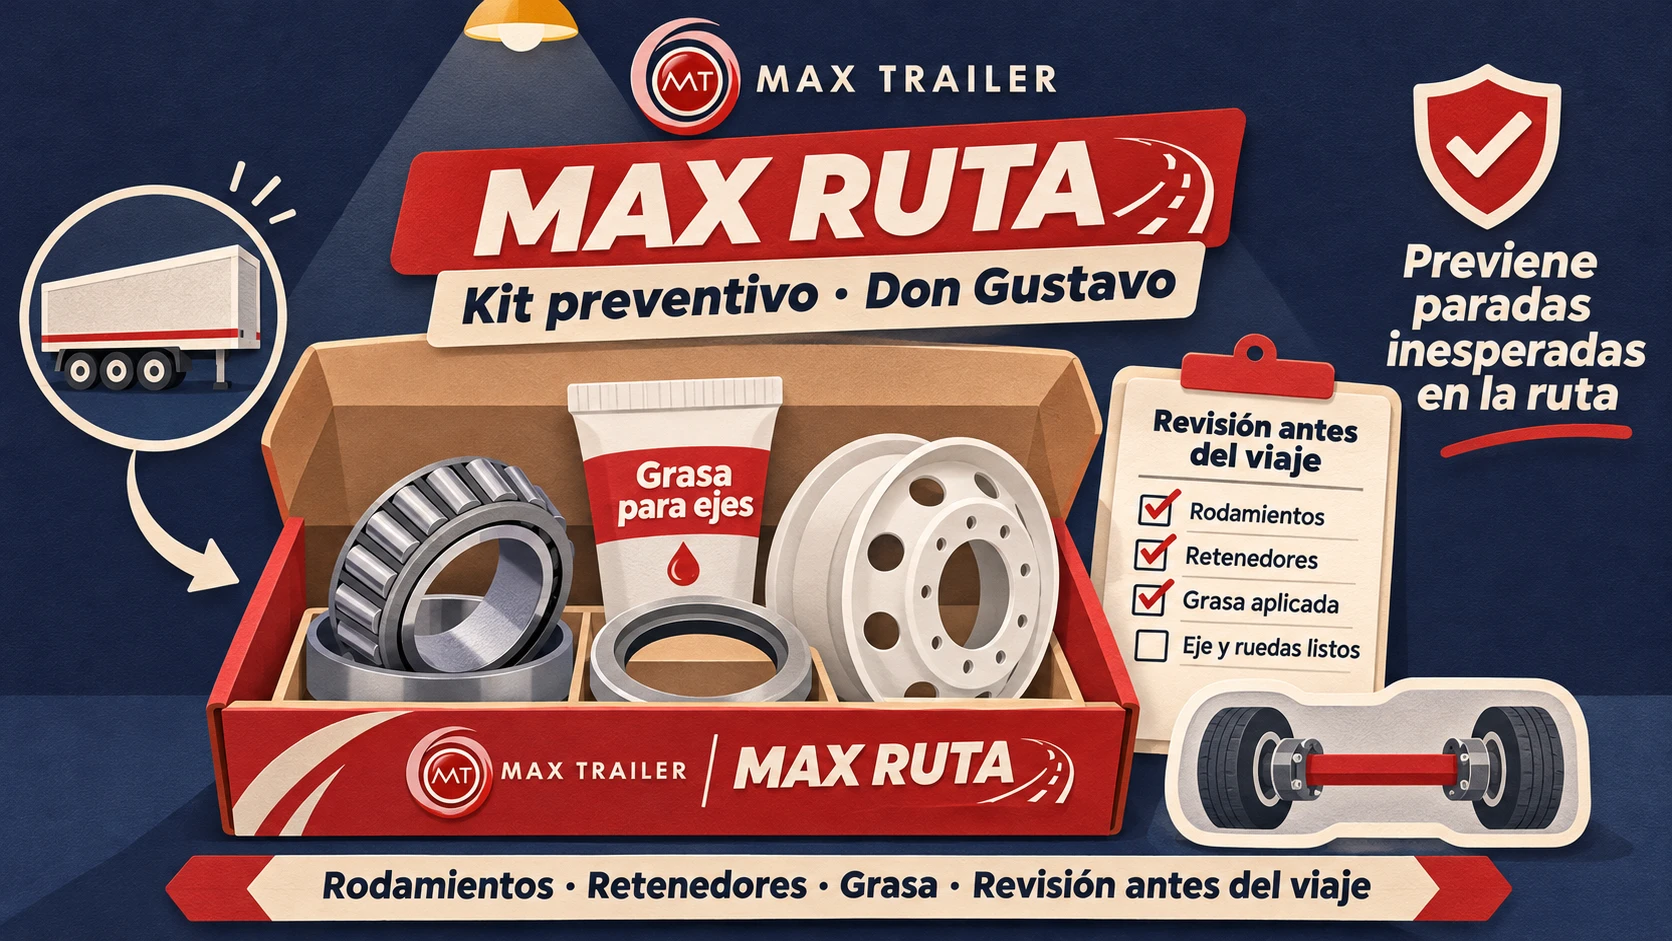 MT
MAX TRAILER
MAX RUTA
Kit preventivo · Don Gustavo
Previene
paradas
inesperadas
en la ruta
Grasa
para ejes
Revisión antes
del viaje
Rodamientos
Retenedores
Grasa aplicada
Eje y ruedas listos
MT
MAX TRAILER
MAX RUTA
Rodamientos · Retenedores · Grasa · Revisión antes del viaje